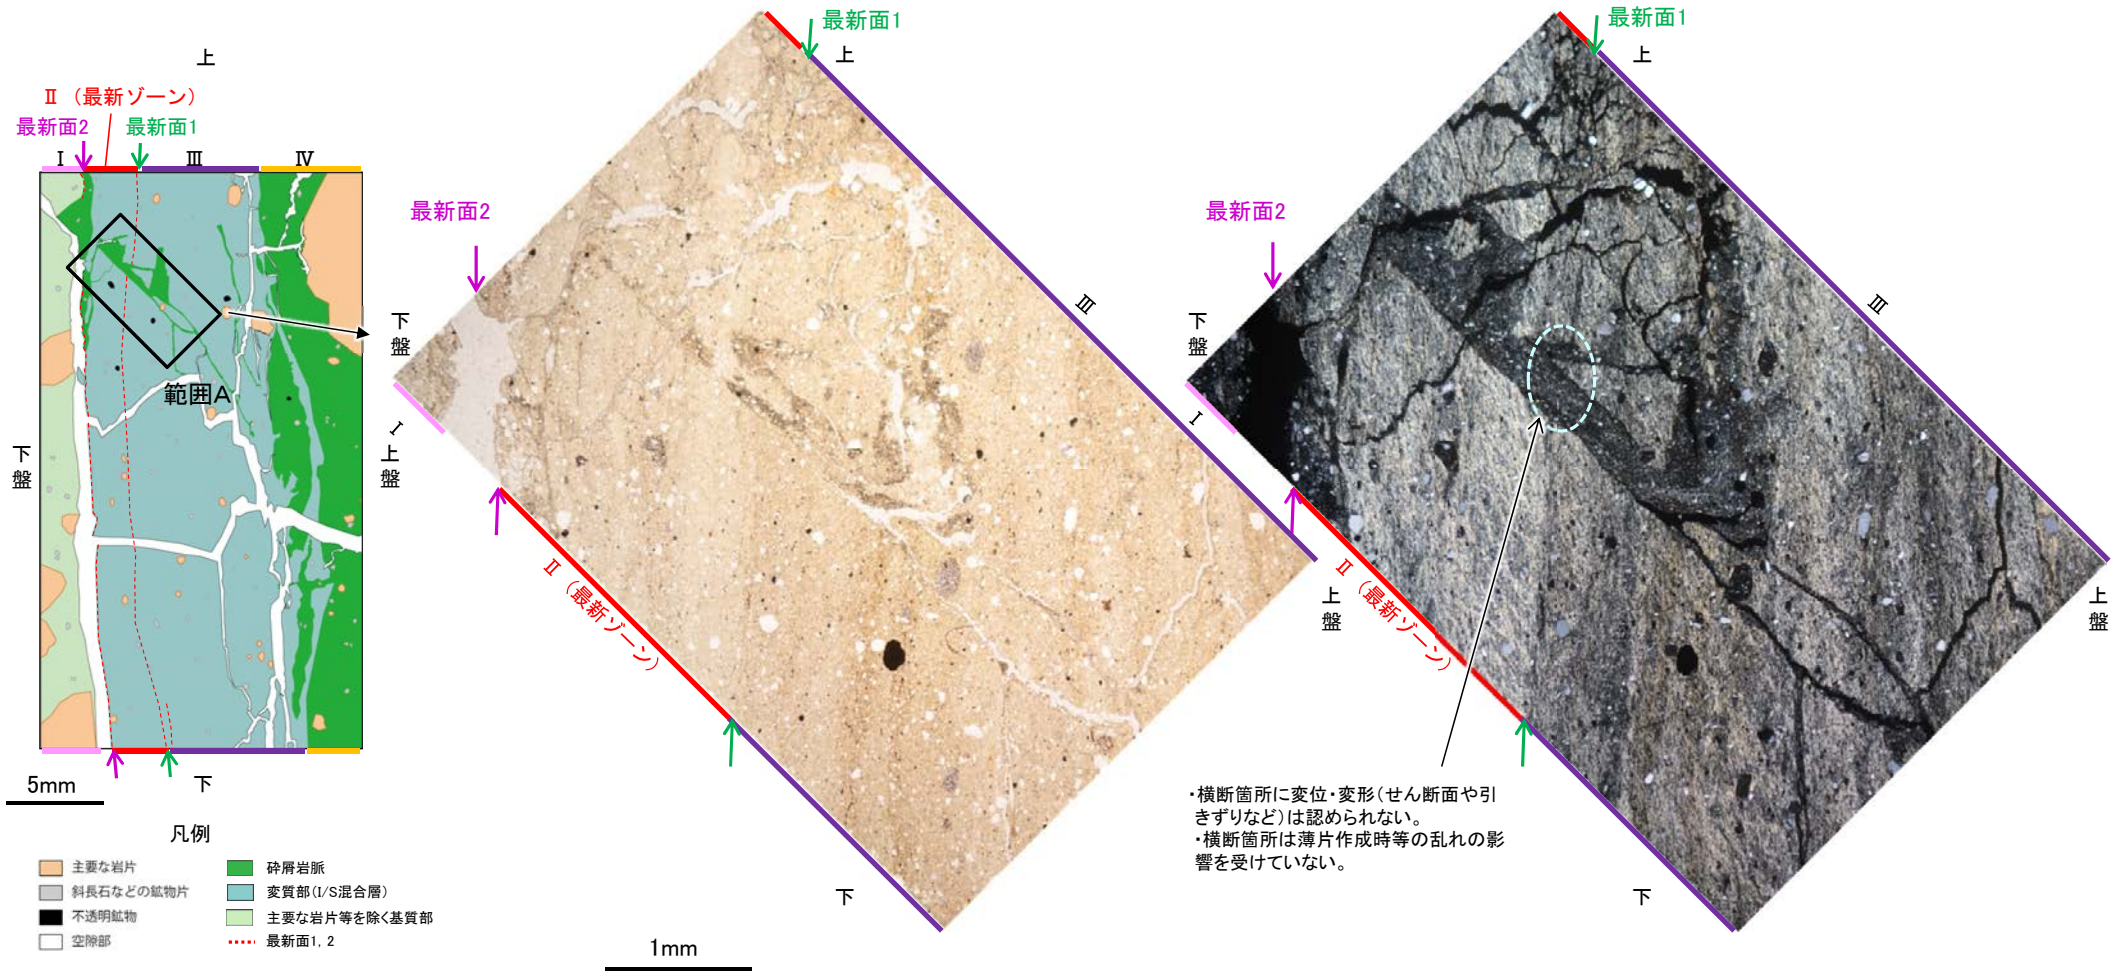 上
Ⅱ（最新ゾーン）
最新面2
最新面1
Ⅰ
Ⅲ
Ⅳ
範囲A
下盤
上盤
下
5mm
凡例
主要な岩片
斜長石などの鉱物片
不透明鉱物
空隙部
砕屑岩脈
変質部(I/S混合層)
主要な岩片等を除く基質部
最新面1, 2
最新面1
上
最新面2
下盤
Ⅰ
Ⅲ
Ⅱ（最新ゾーン）
上盤
下
1mm
最新面1
上
最新面2
下盤
Ⅰ
Ⅲ
Ⅱ（最新ゾーン）
上盤
下
・横断箇所に変位・変形（せん断面や引
きずりなど）は認められない。
・横断箇所は薄片作成時等の乱れの影
響を受けていない。